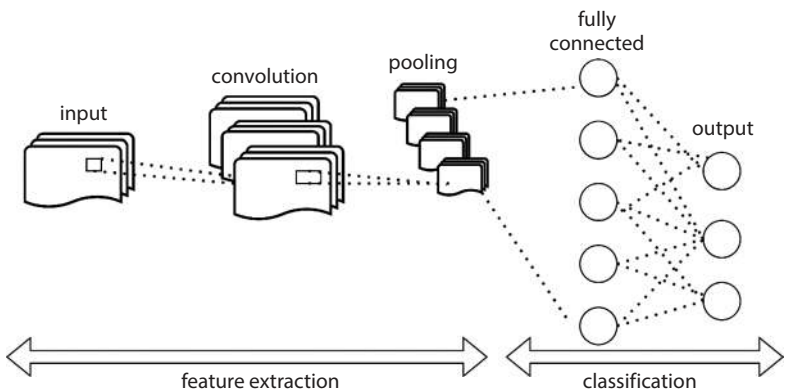 fully
connected
pooling
convolution
input
output
feature extraction
classification